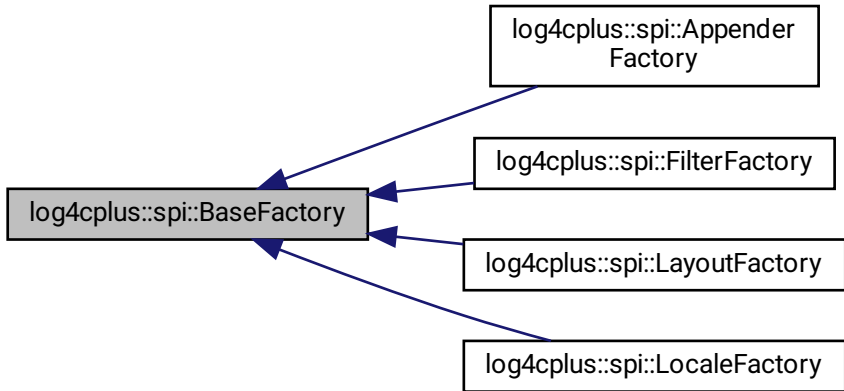 log4cplus::spi::Appender
Factory
log4cplus::spi::FilterFactory
log4cplus::spi::BaseFactory
log4cplus::spi::LayoutFactory
log4cplus::spi::LocaleFactory